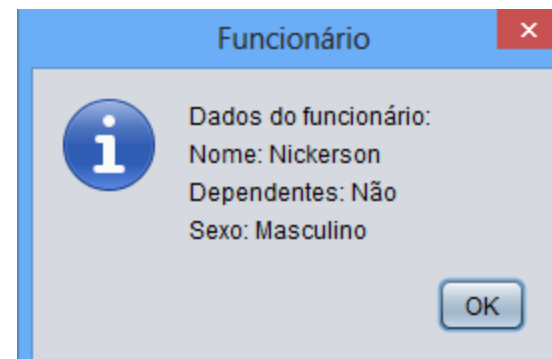 Funcionário
Dados do funcionário:
Nome: Nickerson
Dependentes: Não
Sexo: Masculino
OK